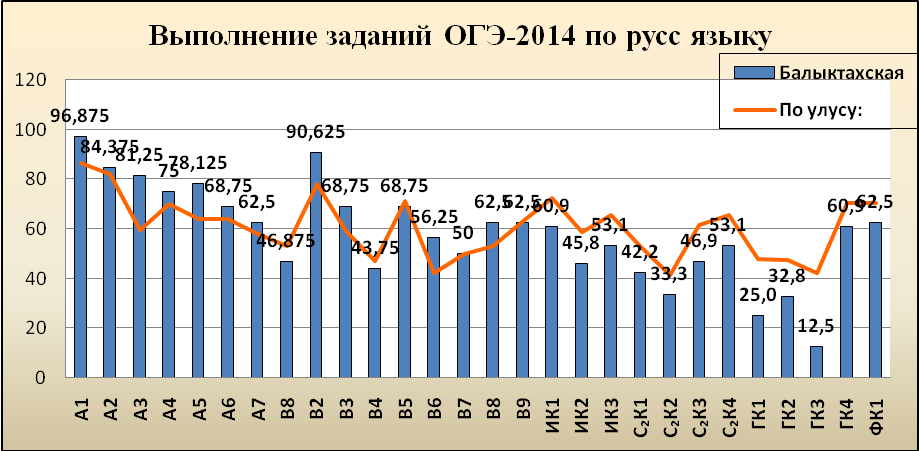 Выполнение заданий ОГЭ-2014 по русс языку
Балыктахская
По улусу:
120
100
80
60
40
20
0
96,875
84,375
81,25
75
78,125
68,75
62,5
46,875
90,625
68,75
43,75
68,75
56,25
50
62,5
62,5
60,9
45,8
53,1
42,2
33,3
46,9
53,1
25,0
32,8
12,5
60,9
62,5
А1
А2
А3
А4
А5
А6
А7
В8
В2
В3
В4
В5
В6
В7
В8
В9
ИК1
ИК2
ИК3
С₂К1
С₂К2
С₂К3
С₂К4
ГК1
ГК2
ГК3
ГК4
ФК1